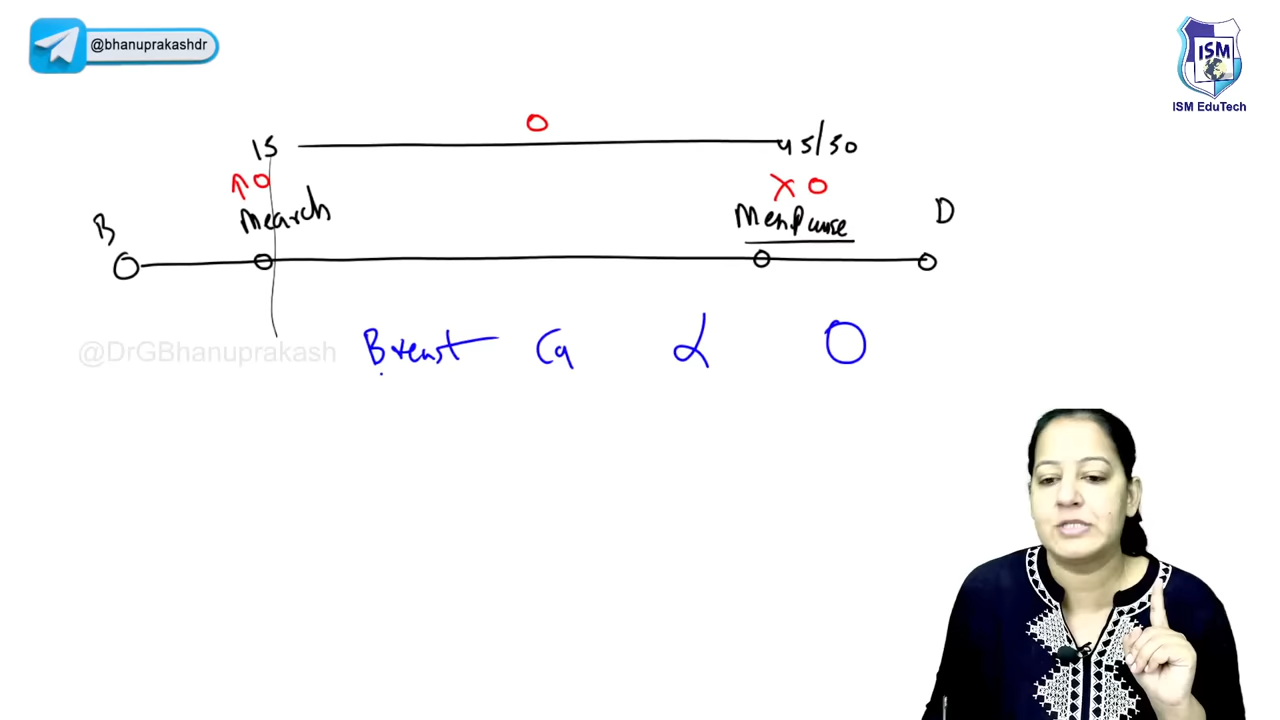 @bhanuprakashdr
ISM
ISM EduTech
O
15 45/50
↑O X O
Mearch MenPause
B D
@DrGBhanuprakash
Breast Ca α O